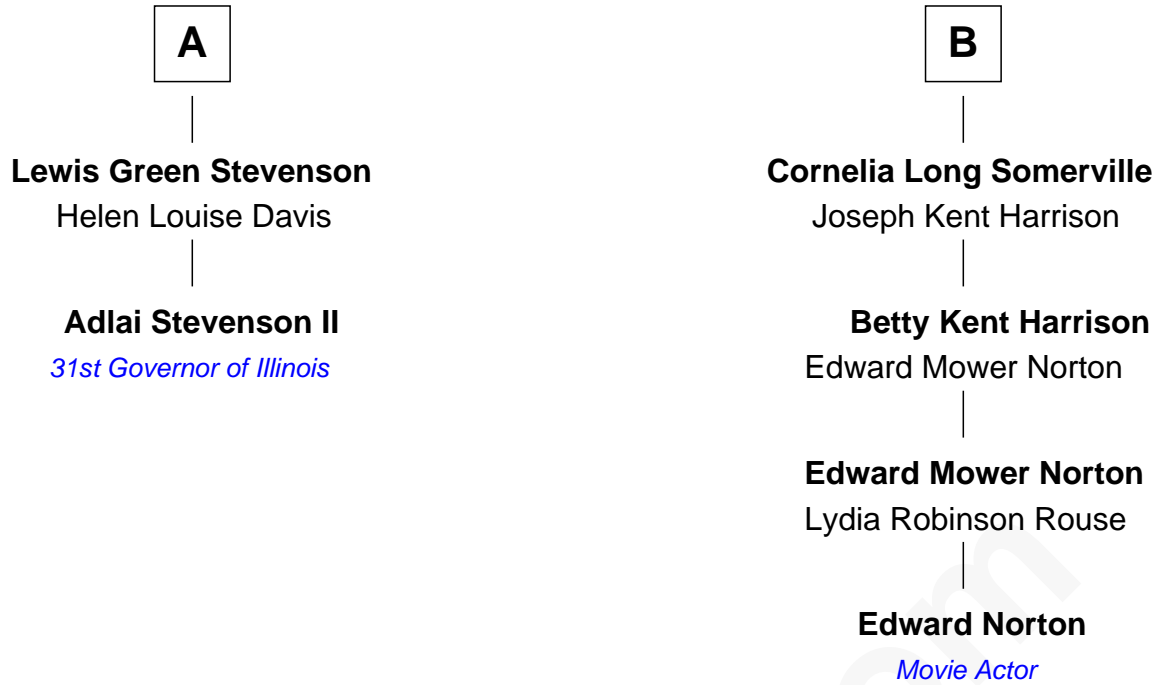 A
Lewis Green Stevenson
Helen Louise Davis
Adlai Stevenson II
31st Governor of Illinois
B
Cornelia Long Somerville
Joseph Kent Harrison
Betty Kent Harrison
Edward Mower Norton
Edward Mower Norton
Lydia Robinson Rouse
Edward Norton
Movie Actor